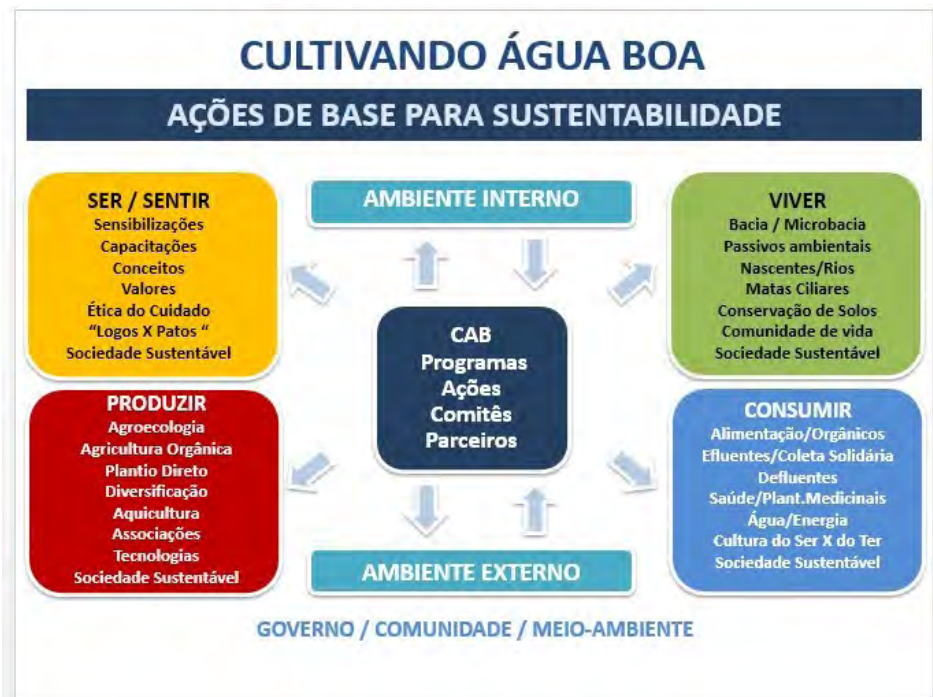 CULTIVANDO ÁGUA BOA
AÇÕES DE BASE PARA SUSTENTABILIDADE
SER / SENTIR
Sensibilizações
Capacitações
Conceitos
Valores
Ética do Cuidado
“Logos X Patos “
Sociedade Sustentável
AMBIENTE INTERNO
VIVER
Bacia / Microbacia
Passivos ambientais
Nascentes/Rios
Matas Ciliares
Conservação de Solos
Comunidade de vida
Sociedade Sustentável
CAB
Programas
Ações
Comitês
Parceiros
PRODUZIR
Agroecologia
Agricultura Orgânica
Plantio Direto
Diversificação
Aquicultura
Associações
Tecnologias
Sociedade Sustentável
CONSUMIR
Alimentação/Orgânicos
Efluentes/Coleta Solidária
Defluentes
Saúde/Plant.Medicinais
Água/Energia
Cultura do Ser X do Ter
Sociedade Sustentável
AMBIENTE EXTERNO
GOVERNO / COMUNIDADE / MEIO-AMBIENTE